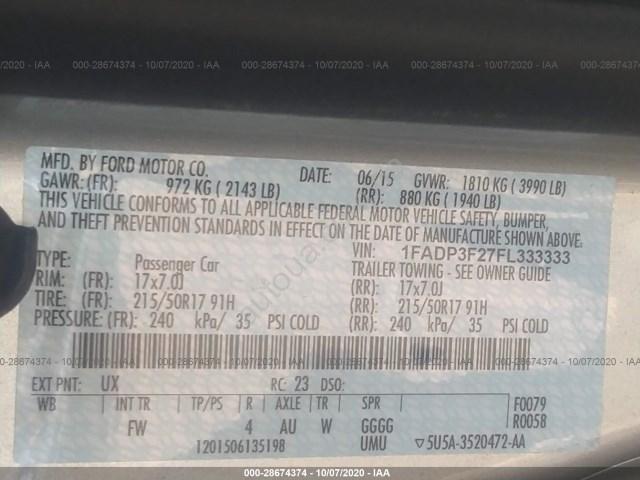 000-28674374 - 10/07/2020 - IAA
MFD. BY FORD MOTOR CO.
DATE: 06/15 GVWR: 1810 KG ( 3990 LB)
GAWR: (FR): 972 KG ( 2143 LB) (RR): 880 KG ( 1940 LB)
THIS VEHICLE CONFORMS TO ALL APPLICABLE FEDERAL MOTOR VEHICLE SAFETY, BUMPER,
AND THEFT PREVENTION STANDARDS IN EFFECT ON THE DATE OF MANUFACTURE SHOWN ABOVE.
VIN: 1FADP3F27FL333333
TYPE: Passenger Car TRAILER TOWING - SEE OWNER GUIDE
RIM: (FR): 17x7.0J (RR): 17x7.0J
TIRE: (FR): 215/50R17 91H (RR): 215/50R17 91H
PRESSURE: (FR): 240 kPa/ 35 PSI COLD (RR): 240 kPa/ 35 PSI COLD
000-28674374 - 10/07/2020 - IAA
EXT PNT: UX RC: 23 DSO:
WB INT TR TP/PS R AXLE TR SPR F0079
FW 4 AU W GGGG R0058
1201506135198 UMU ▽5U5A-3520472-AA
000-28674374 - 10/07/2020 - IAA